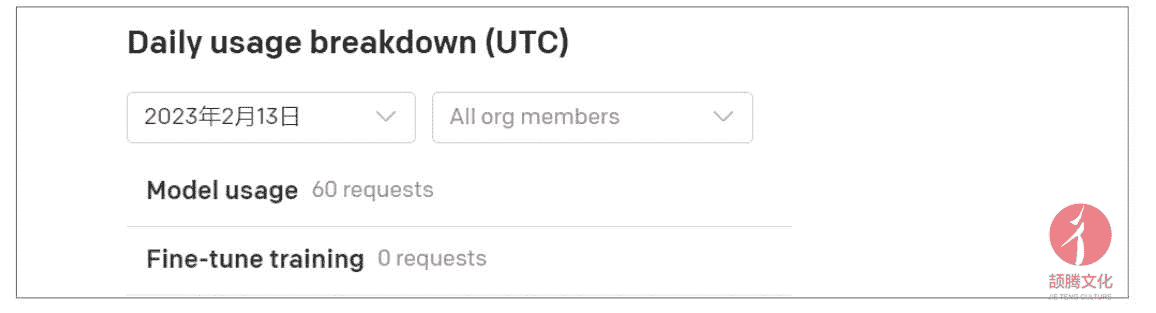 Daily usage breakdown (UTC)
2023年2月13日 All org members
Model usage 60 requests
Fine-tune training 0 requests
颉腾文化
JIE TENG CULTURE